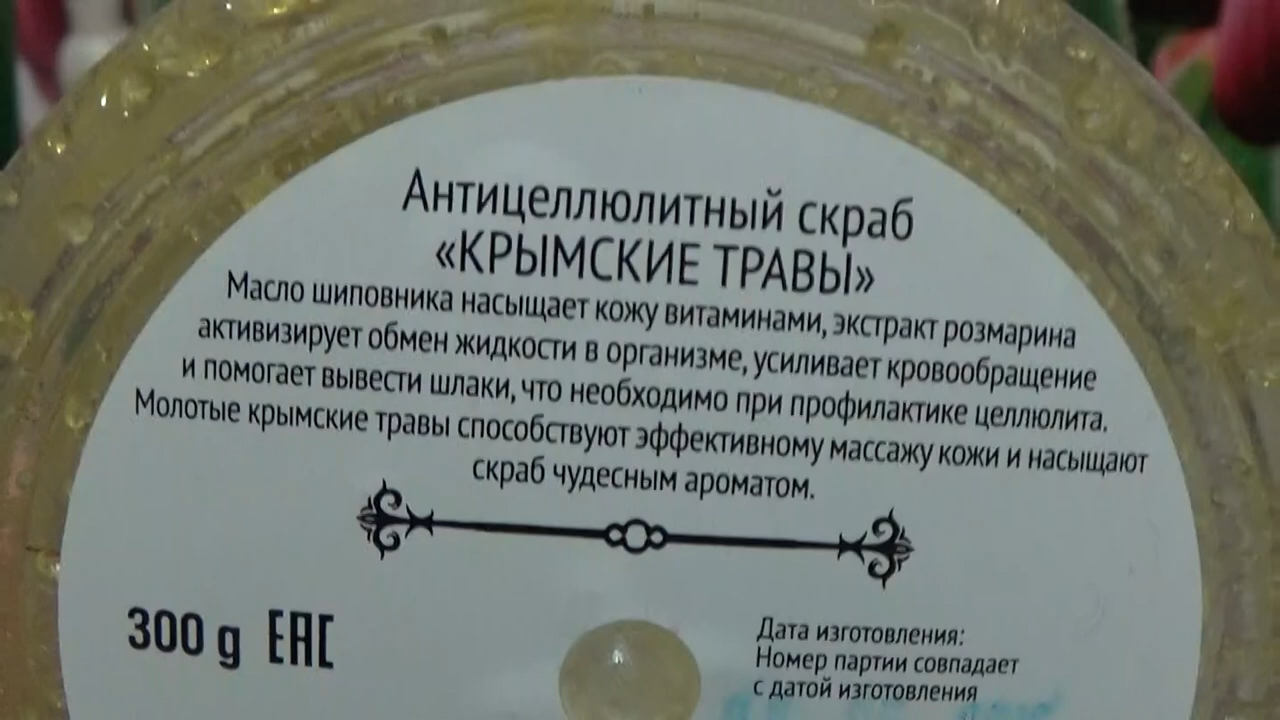 Антицеллюлитный скраб
«КРЫМСКИЕ ТРАВЫ»
Масло шиповника насыщает кожу витаминами, экстракт розмарина
активизирует обмен жидкости в организме, усиливает кровообращение
и помогает вывести шлаки, что необходимо при профилактике целлюлита.
Молотые крымские травы способствуют эффективному массажу кожи и насыщают
скраб чудесным ароматом.
300 g EAC
Дата изготовления:
Номер партии совпадает
с датой изготовления